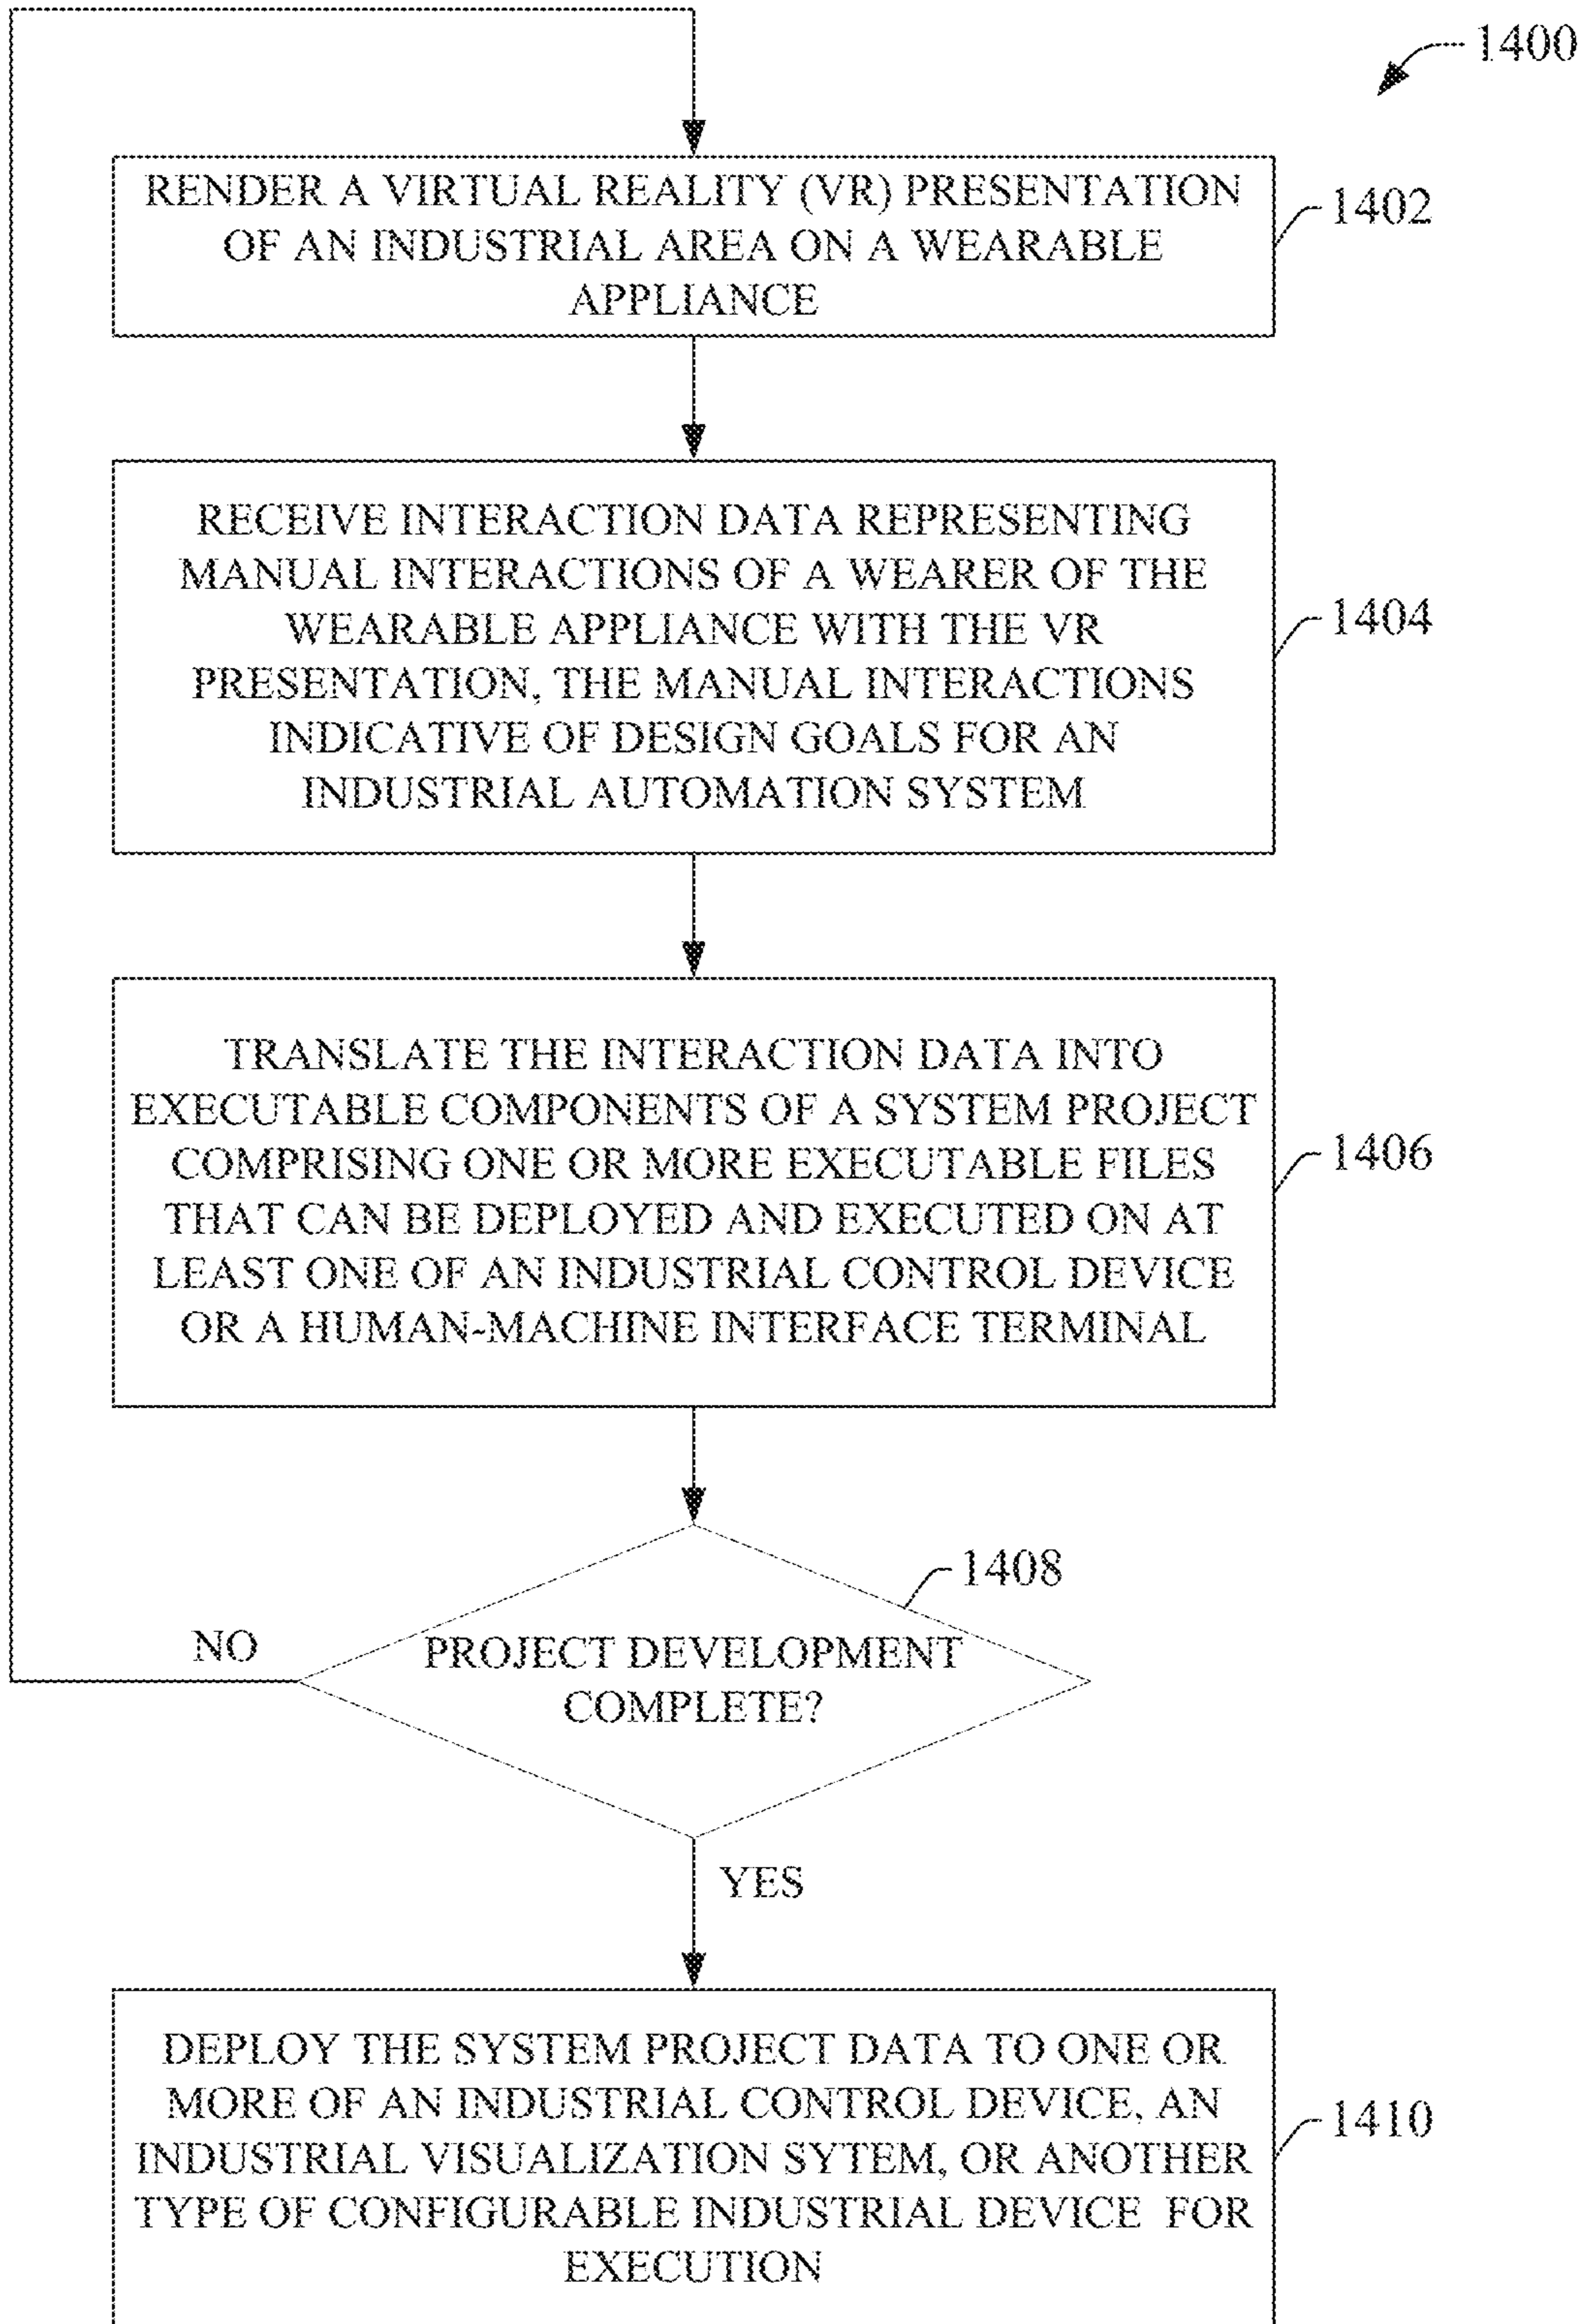 1400
RENDER A VIRTUAL REALITY (VR) PRESENTATION
OF AN INDUSTRIAL AREA ON A WEARABLE
APPLIANCE
1402
RECEIVE INTERACTION DATA REPRESENTING
MANUAL INTERACTIONS OF A WEARER OF THE
WEARABLE APPLIANCE WITH THE VR
PRESENTATION, THE MANUAL INTERACTIONS
INDICATIVE OF DESIGN GOALS FOR AN
INDUSTRIAL AUTOMATION SYSTEM
1404
TRANSLATE THE INTERACTION DATA INTO
EXECUTABLE COMPONENTS OF A SYSTEM PROJECT
COMPRISING ONE OR MORE EXECUTABLE FILES
THAT CAN BE DEPLOYED AND EXECUTED ON AT
LEAST ONE OF AN INDUSTRIAL CONTROL DEVICE
OR A HUMAN-MACHINE INTERFACE TERMINAL
1406
1408
NO
PROJECT DEVELOPMENT
COMPLETE?
YES
DEPLOY THE SYSTEM PROJECT DATA TO ONE OR
MORE OF AN INDUSTRIAL CONTROL DEVICE, AN
INDUSTRIAL VISUALIZATION SYTEM, OR ANOTHER
TYPE OF CONFIGURABLE INDUSTRIAL DEVICE FOR
EXECUTION
1410